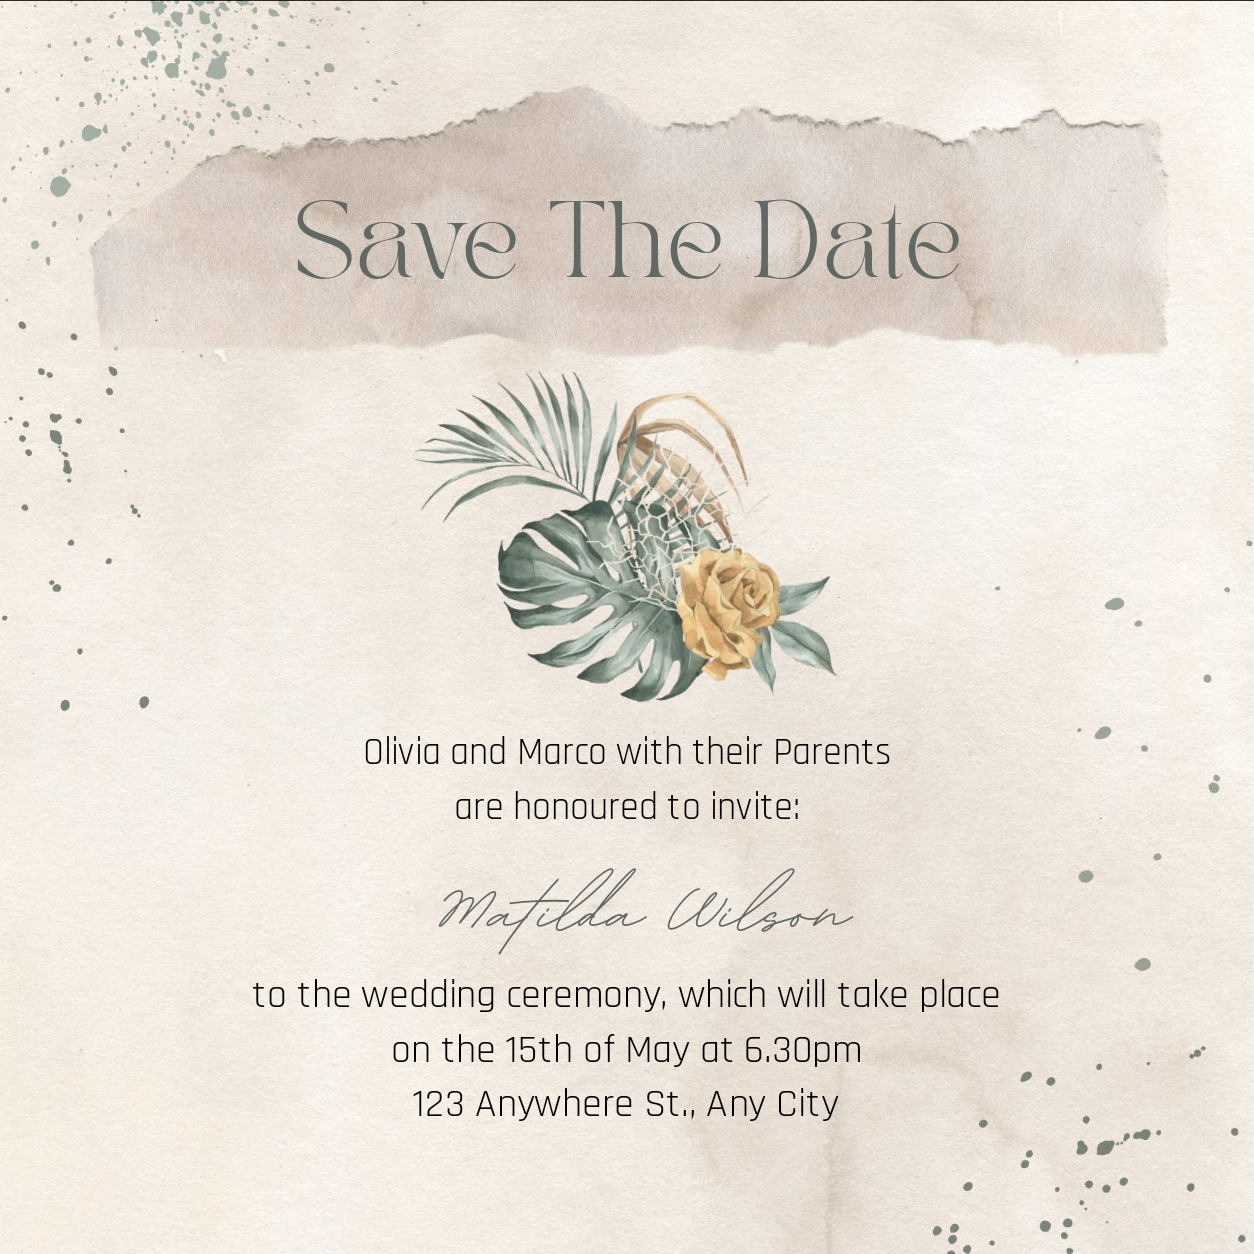 Save The Date
Olivia and Marco with their Parents
are honoured to invite:
Matilda Wilson
to the wedding ceremony, which will take place
on the 15th of May at 6.30pm
123 Anywhere St., Any City